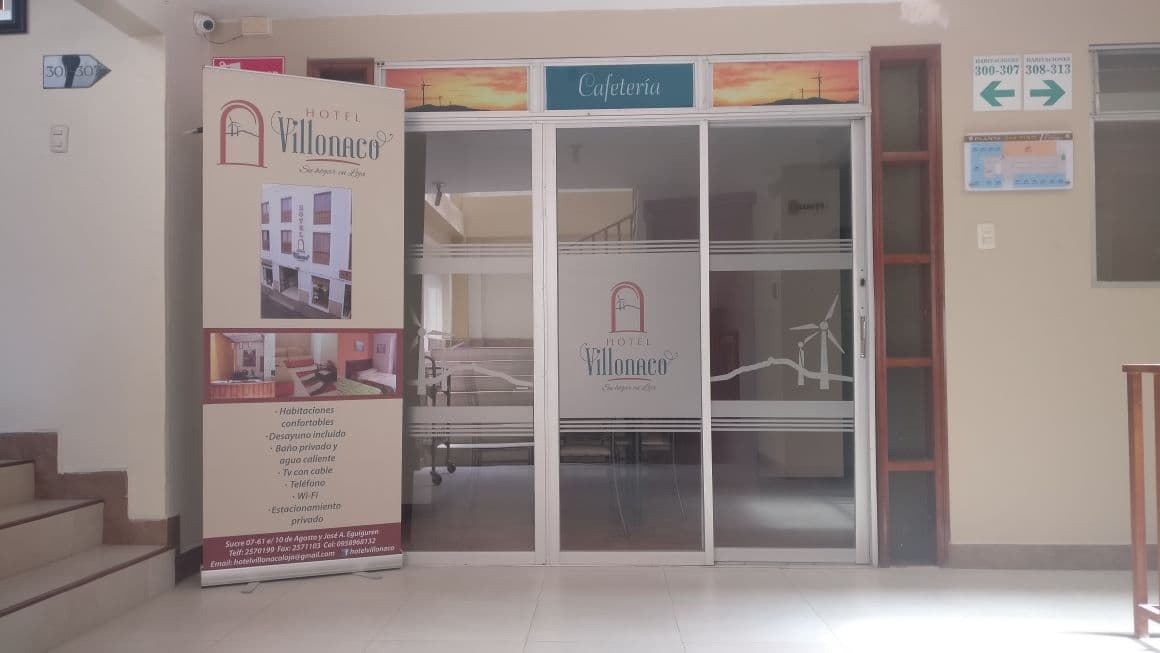 HOTEL
Villonaco
Su hogar en Loja
HOTEL
· Habitaciones
confortables
· Desayuno incluido
· Baño privado y
agua caliente
· Tv con cable
· Teléfono
· Wi-Fi
· Estacionamiento
privado
Sucre 07-61 e/ 10 de Agosto y José A. Eguiguren
Telf: 2570199 Fax: 2571103 Cel: 0958968132
Email: hotelvillonacoloja@gmail.com f hotelvillonaco
Cafetería
HOTEL
Villonaco
Su hogar en Loja
HABITACIONES
300-307
HABITACIONES
308-313